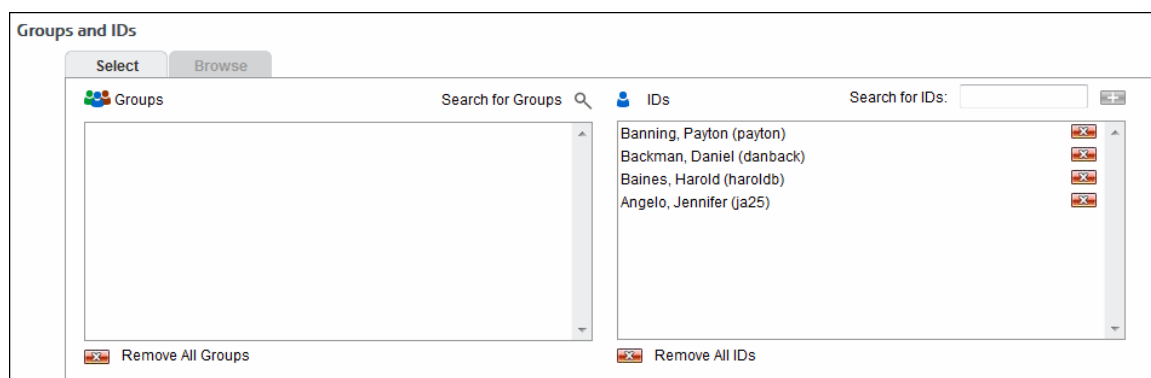 Groups and IDs
Select Browse
Groups Search for Groups IDs Search for IDs:
Banning, Payton (payton)
Backman, Daniel (danback)
Baines, Harold (haroldb)
Angelo, Jennifer (ja25)
Remove All Groups Remove All IDs